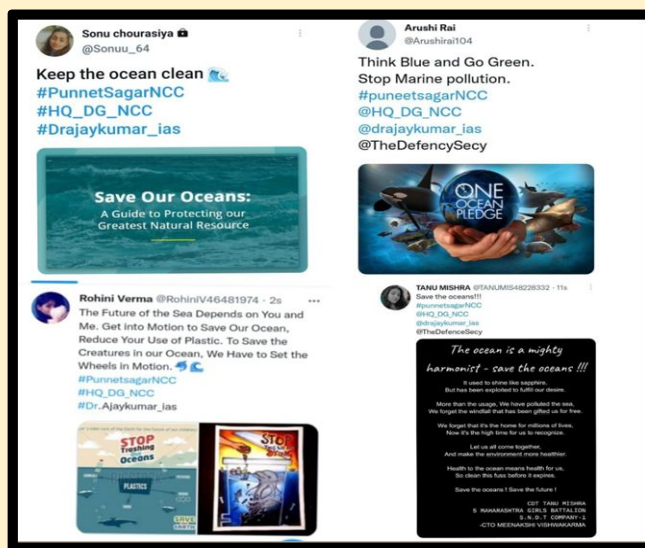 Sonu chourasiya
@Sonuu_64
Keep the ocean clean 🌊
#PunnetSagarNCC
#HQ_DG_NCC
#Drajaykumar_ias
Save Our Oceans:
A Guide to Protecting our
Greatest Natural Resource
Arushi Rai
@Arushirai104
Think Blue and Go Green.
Stop Marine pollution.
#puneetsagarNCC
@HQ_DG_NCC
@drajaykumar_ias
@TheDefencySecy
ONE
OCEAN
PLEDGE
Rohini Verma @RohiniV46481974 · 2s
The Future of the Sea Depends on You and
Me. Get into Motion to Save Our Ocean,
Reduce Your Use of Plastic. To Save the
Creatures in our Ocean, We Have to Set the
Wheels in Motion. 🐬🌊
#PunnetsagarNCC
#HQ_DG_NCC
#Dr.Ajaykumar_ias
STOP
Trashing
Oceans
PLASTICS
SAVE
STOP
TANU MISHRA @TANUMIS48228332 · 11s
Save the oceans!!!
#punnetsagarNCC
@HQ_DG_NCC
@drajaykumar_ias
@TheDefenceSecy
The ocean is a mighty
harmonist - save the oceans !!!
It used to shine like sapphire,
But has been exploited to fulfil our desire.
More than the usage, We have polluted the sea,
We forget the windfall that has been gifted us for free.
We forget that it's the home for millions of lives,
Now it's the high time for us to recognize.
Let us all come together,
And make the environment more healthier.
Health to the ocean means health for us,
So clean this fuss before it expires.
Save the oceans ! Save the future !
CDT TANU MISHRA
5 MAHARASHTRA GIRLS BATTALION
S.N.D.T COMPANY-1
-CTO MEENAKSHI VISHWAKARMA